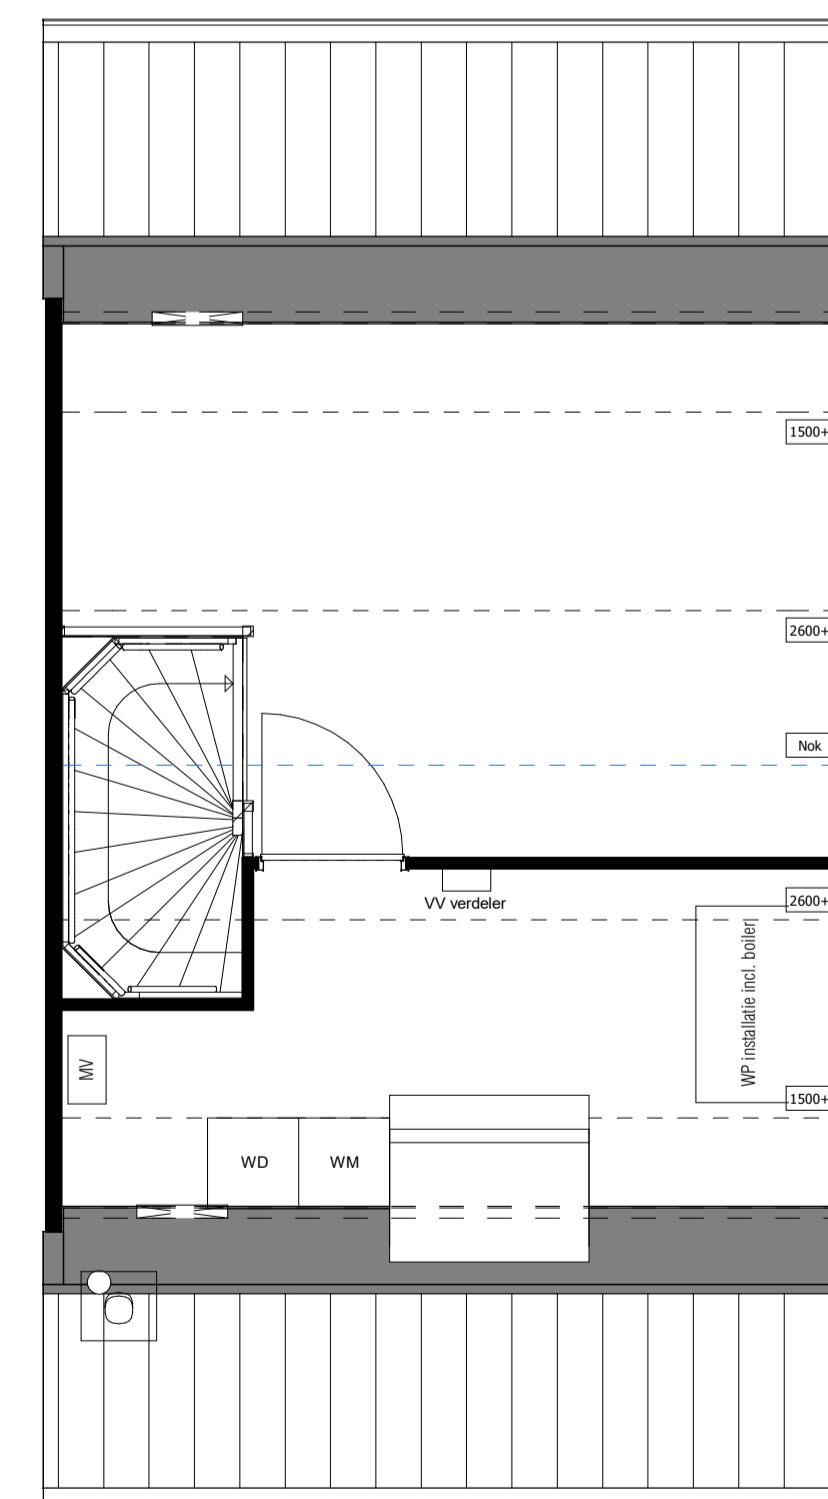 1500+
2600+
Nok
VV verdeler
2600+
WP installatie incl. boiler
MV
1500+
WD
WM